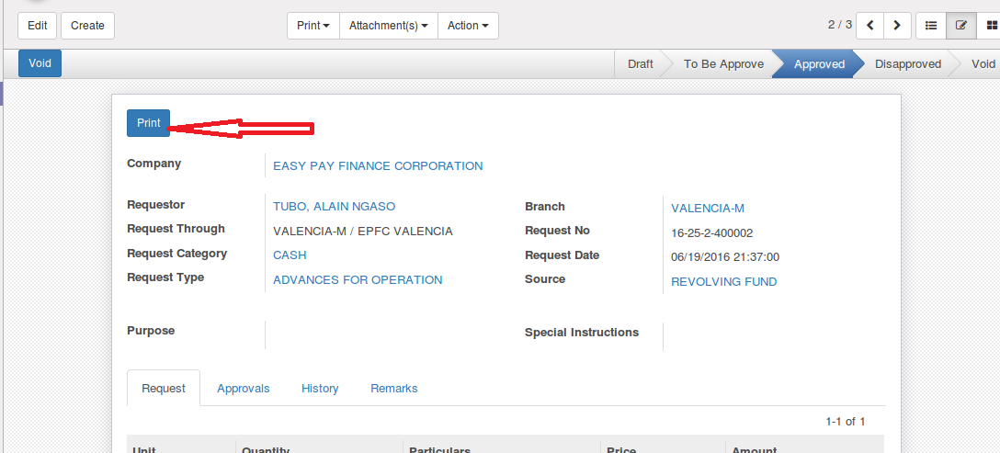 Edit Create Print Attachment(s) Action 2 / 3
Void Draft To Be Approve Approved Disapproved Void
Print
Company EASY PAY FINANCE CORPORATION
Requestor TUBO, ALAIN NGASO Branch VALENCIA-M
Request Through VALENCIA-M / EPFC VALENCIA Request No 16-25-2-400002
Request Category CASH Request Date 06/19/2016 21:37:00
Request Type ADVANCES FOR OPERATION Source REVOLVING FUND
Purpose Special Instructions
Request Approvals History Remarks
1-1 of 1
Unit Quantity Particulars Price Amount